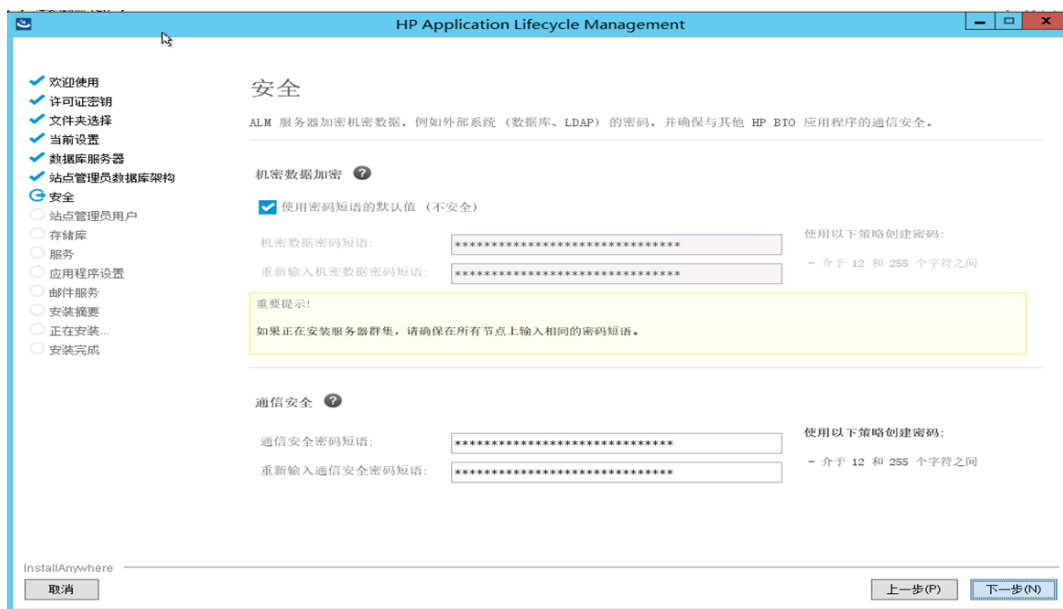 HP Application Lifecycle Management
欢迎使用
许可证密钥
文件夹选择
当前设置
数据库服务器
站点管理员数据库架构
安全
站点管理员用户
存储库
服务
应用程序设置
邮件服务
安装摘要
正在安装...
安装完成
安全
ALM 服务器加密机密数据，例如外部系统（数据库、LDAP）的密码，并确保与其他 HP BTO 应用程序的通信安全。
机密数据加密 ?
使用密码短语的默认值（不安全）
机密数据密码短语: *******************************
重新输入机密数据密码短语: *******************************
使用以下策略创建密码:
- 介于 12 和 255 个字符之间
重要提示!
如果正在安装服务器群集，请确保在所有节点上输入相同的密码短语。
通信安全 ?
通信安全密码短语: ******************************
重新输入通信安全密码短语: ******************************
使用以下策略创建密码:
- 介于 12 和 255 个字符之间
InstallAnywhere
取消
上一步(P)
下一步(N)